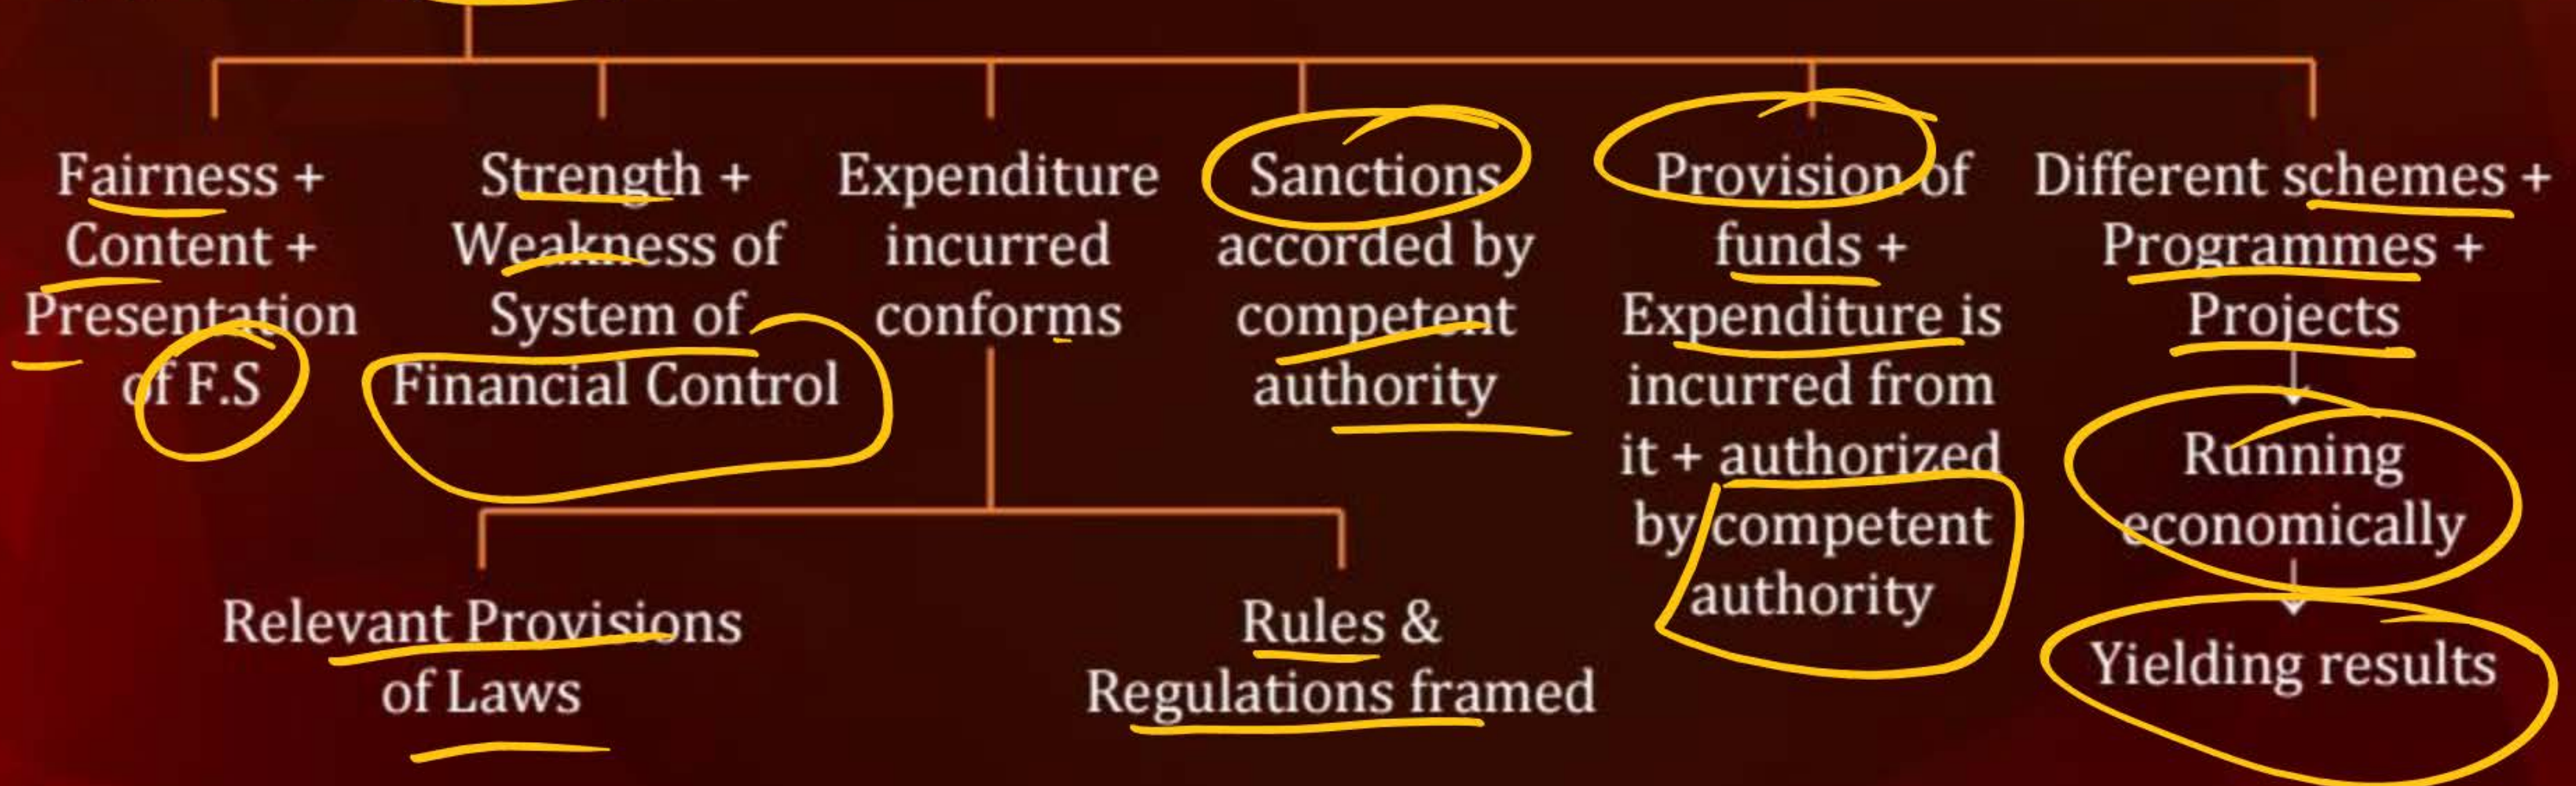 Fairness +
Content +
Presentation
of F.S
Strength +
Weakness of
System of
Financial Control
Expenditure
incurred
conforms
Relevant Provisions
of Laws
Rules &
Regulations framed
Sanctions
accorded by
competent
authority
Provision of
funds +
Expenditure is
incurred from
it + authorized
by competent
authority
Different schemes +
Programmes +
Projects
Running
economically
Yielding results